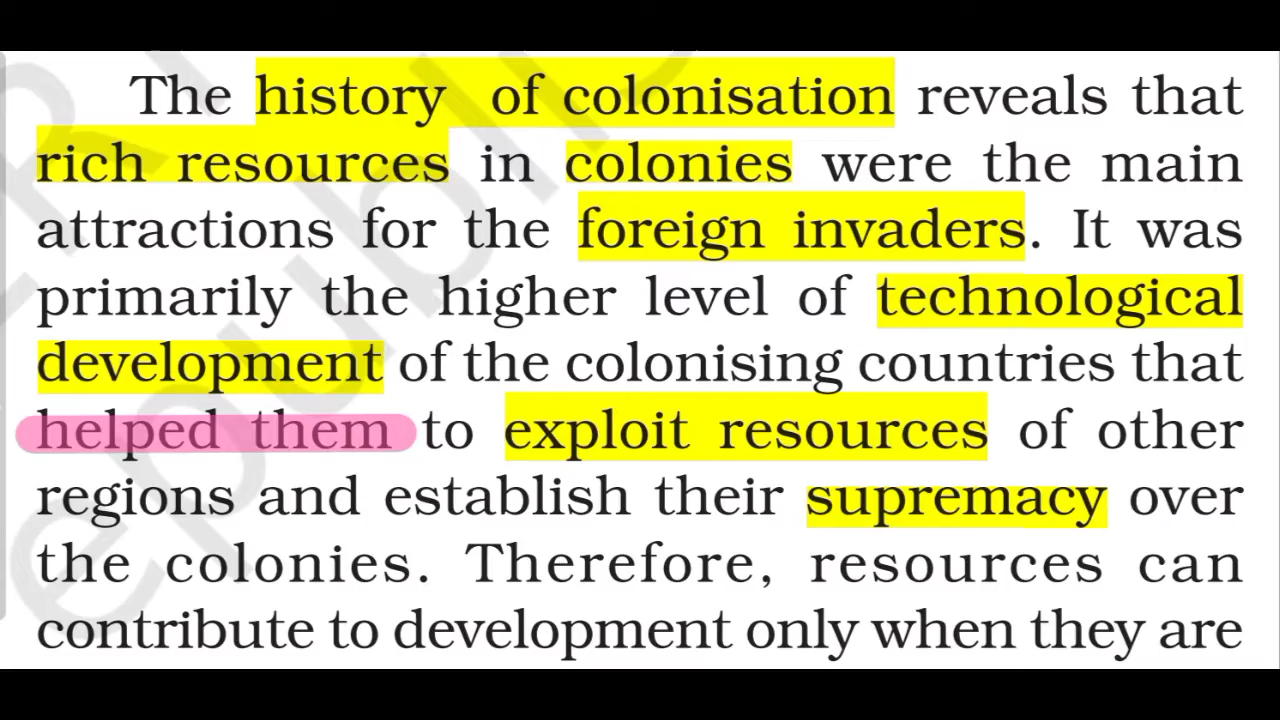 The history of colonisation reveals that
rich resources in colonies were the main
attractions for the foreign invaders. It was
primarily the higher level of technological
development of the colonising countries that
helped them to exploit resources of other
regions and establish their supremacy over
the colonies. Therefore, resources can
contribute to development only when they are